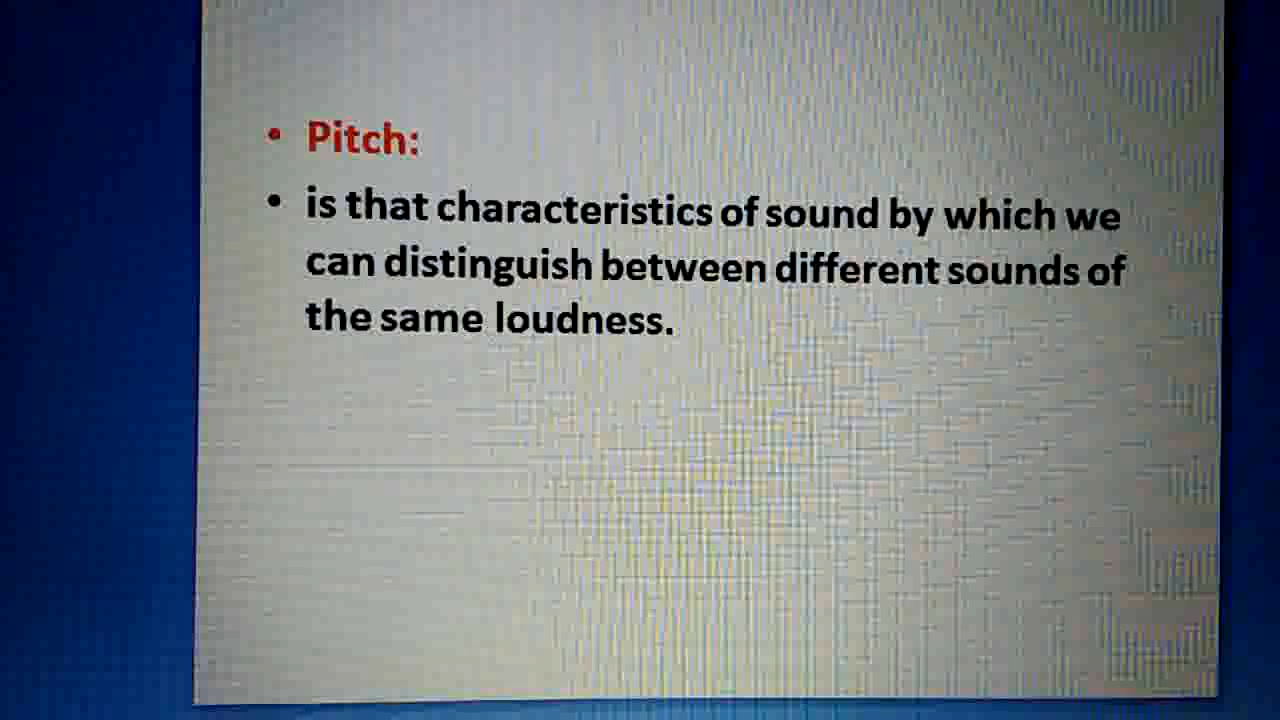 • Pitch:
• is that characteristics of sound by which we
can distinguish between different sounds of
the same loudness.